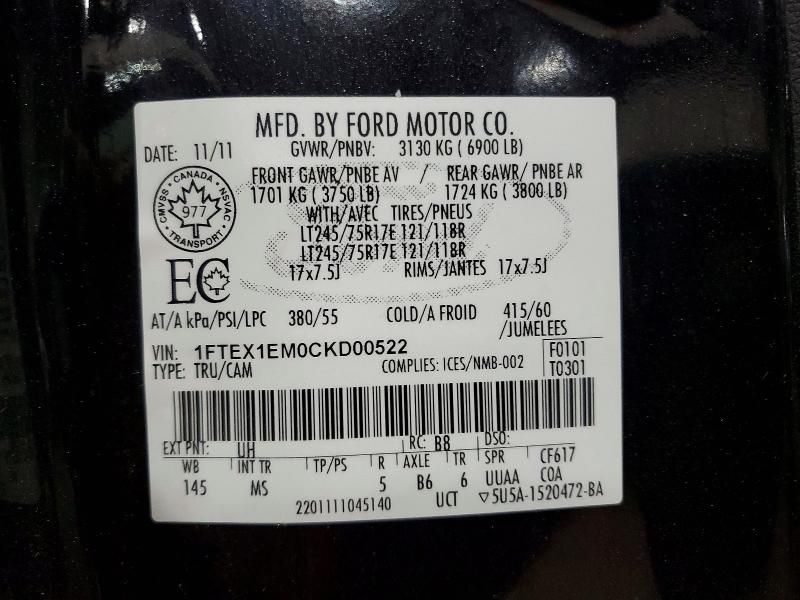 MFD. BY FORD MOTOR CO.
DATE: 11/11 GVWR/PNBV: 3130 KG ( 6900 LB)
FRONT GAWR/PNBE AV / REAR GAWR/ PNBE AR
1701 KG ( 3750 LB) 1724 KG ( 3800 LB)
WITH/AVEC TIRES/PNEUS
LT245/75R17E 121/118R
LT245/75R17E 121/118R
17x7.5J RIMS/JANTES 17x7.5J
CMVSS • CANADA • NSVAC • TRANSPORT •
977
EC
AT/A kPa/PSI/LPC 380/55 COLD/A FROID 415/60
/JUMELEES
VIN: 1FTEX1EM0CKD00522 F0101
TYPE: TRU/CAM COMPLIES: ICES/NMB-002 T0301
EXT PNT: UH RC: B8 DSO:
WB INT TR TP/PS R AXLE TR SPR CF617
145 MS 5 B6 6 UUAA COA
2201111045140 UCT ▽5U5A-1520472-BA